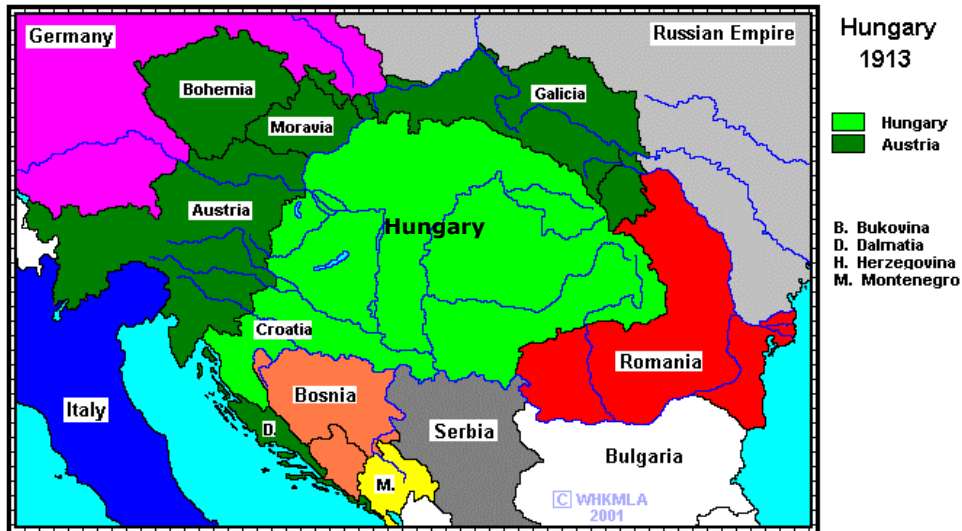 Germany
Russian Empire
Hungary
1913
Bohemia
Galicia
Moravia
Hungary
Austria
Austria
Hungary
B. Bukovina
D. Dalmatia
H. Herzegovina
M. Montenegro
Croatia
Romania
Bosnia
Italy
D.
Serbia
Bulgaria
M.
C WHKMLA
2001